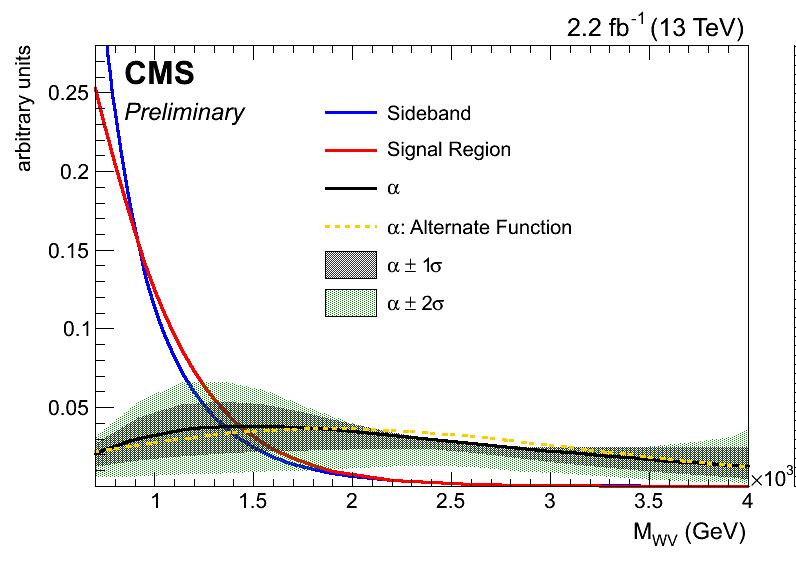 2.2 fb⁻¹ (13 TeV)
arbitrary units
CMS
Preliminary
Sideband
Signal Region
α
α: Alternate Function
α ± 1σ
α ± 2σ
0.25
0.2
0.15
0.1
0.05
1 1.5 2 2.5 3 3.5 4
×10³
M_WV (GeV)